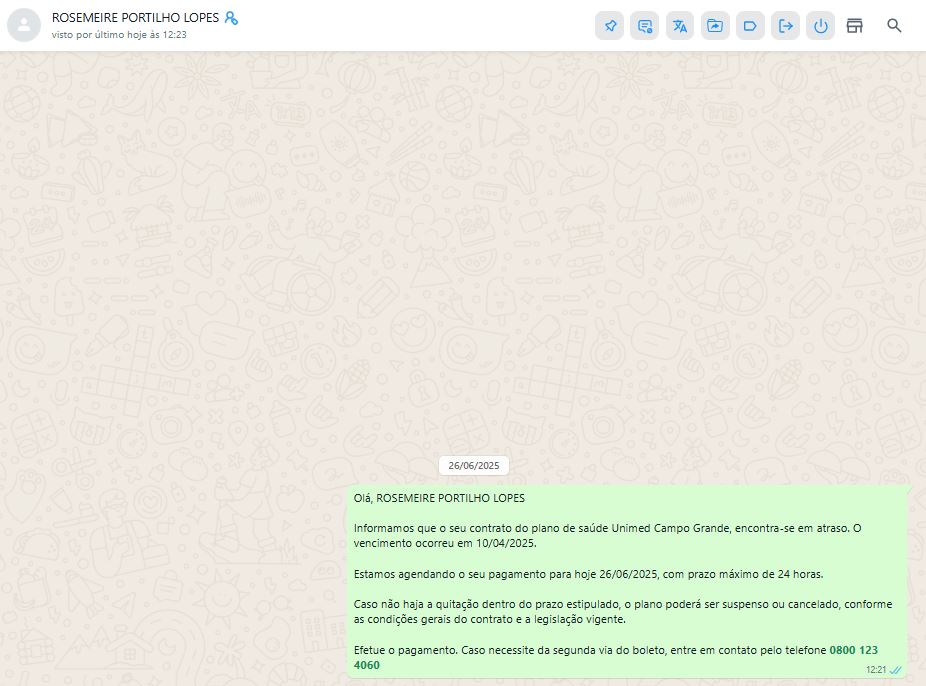 ROSEMEIRE PORTILHO LOPES
visto por último hoje às 12:23
26/06/2025
Olá, ROSEMEIRE PORTILHO LOPES
Informamos que o seu contrato do plano de saúde Unimed Campo Grande, encontra-se em atraso. O
vencimento ocorreu em 10/04/2025.
Estamos agendando o seu pagamento para hoje 26/06/2025, com prazo máximo de 24 horas.
Caso não haja a quitação dentro do prazo estipulado, o plano poderá ser suspenso ou cancelado, conforme
as condições gerais do contrato e a legislação vigente.
Efetue o pagamento. Caso necessite da segunda via do boleto, entre em contato pelo telefone 0800 123
4060
12:21